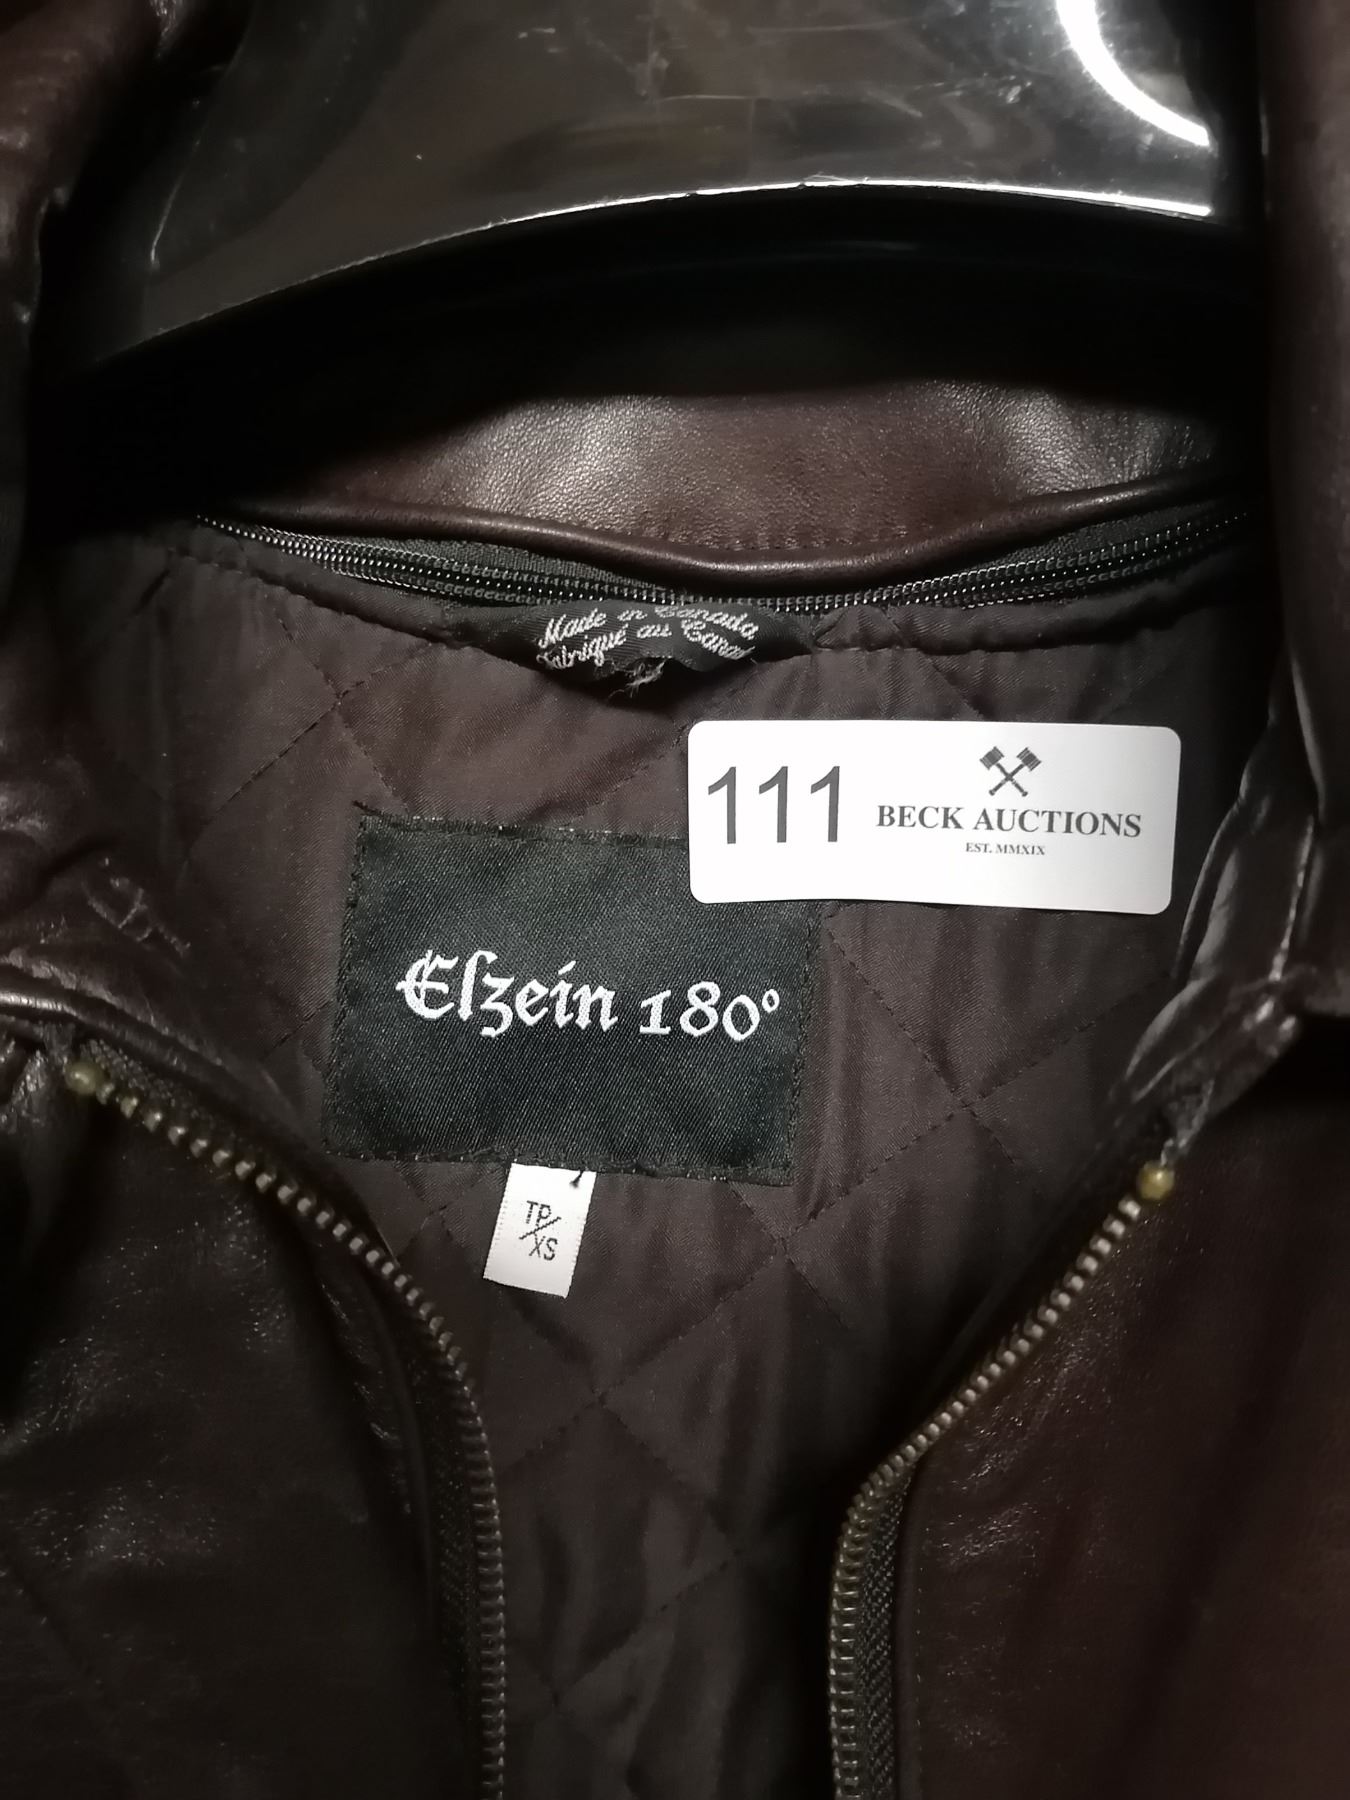 Made in Canada
Fabriqué au Canada
111
BECK AUCTIONS
EST. MMXIX
Elzein 180°
TP/XS